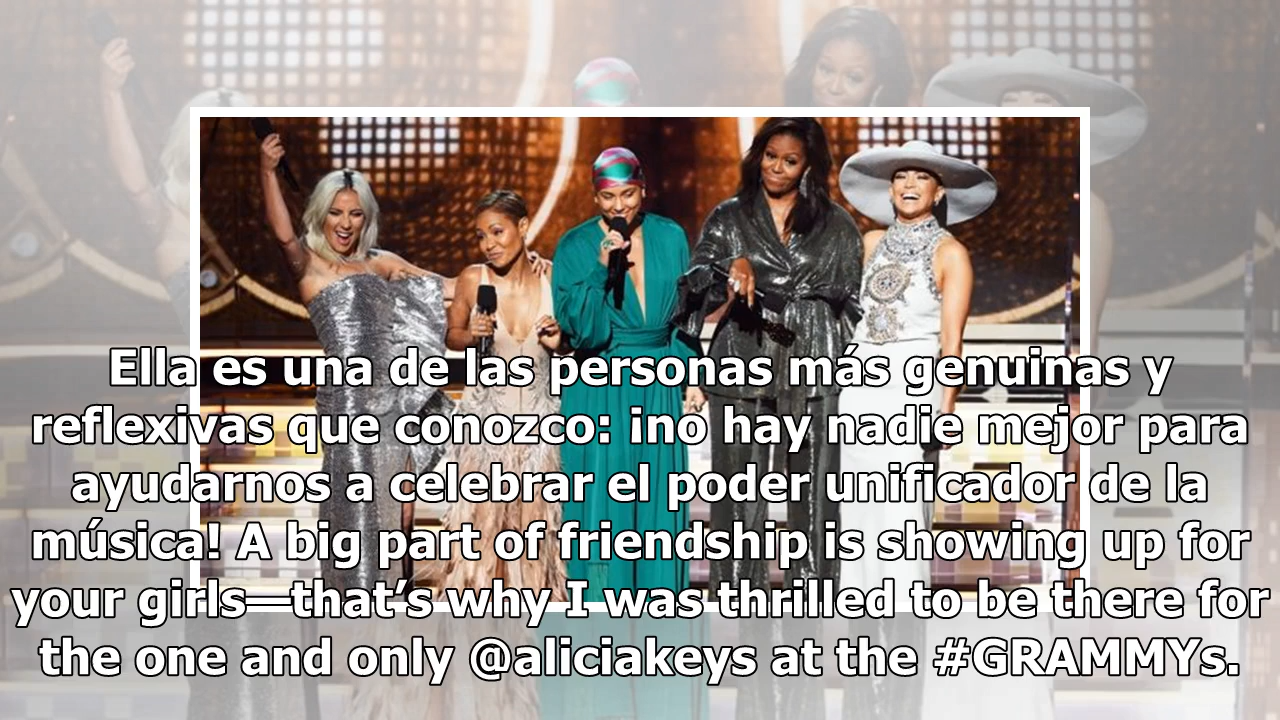 Ella es una de las personas más genuinas y
reflexivas que conozco: ¡no hay nadie mejor para
ayudarnos a celebrar el poder unificador de la
música! A big part of friendship is showing up for
your girls—that’s why I was thrilled to be there for
the one and only @aliciakeys at the #GRAMMYs.